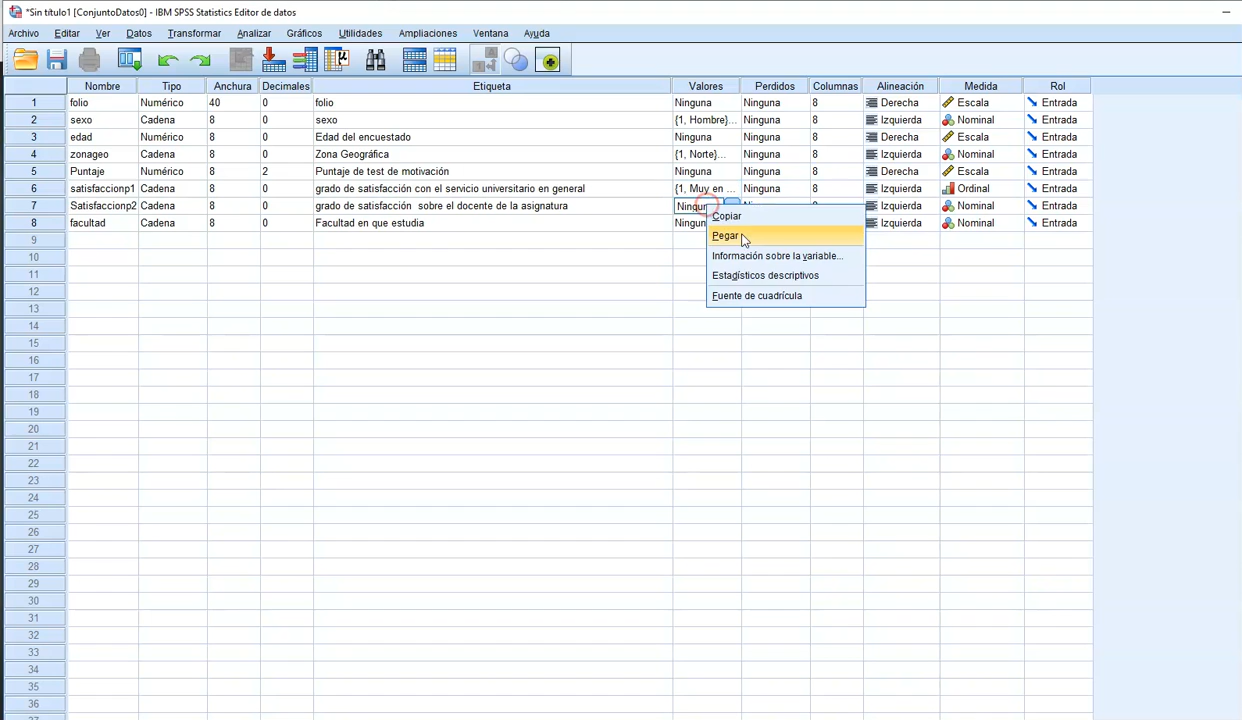 *Sin título1 [ConjuntoDatos0] - IBM SPSS Statistics Editor de datos
Archivo Editar Ver Datos Transformar Analizar Gráficos Utilidades Ampliaciones Ventana Ayuda
Nombre Tipo Anchura Decimales Etiqueta Valores Perdidos Columnas Alineación Medida Rol
1 folio Numérico 40 0 folio Ninguna Ninguna 8 Derecha Escala Entrada
2 sexo Cadena 8 0 sexo {1, Hombre}... Ninguna 8 Izquierda Nominal Entrada
3 edad Numérico 8 0 Edad del encuestado Ninguna Ninguna 8 Derecha Escala Entrada
4 zonageo Cadena 8 0 Zona Geográfica {1, Norte}... Ninguna 8 Izquierda Nominal Entrada
5 Puntaje Numérico 8 2 Puntaje de test de motivación Ninguna Ninguna 8 Derecha Escala Entrada
6 satisfaccionp1 Cadena 8 0 grado de satisfacción con el servicio universitario en general {1, Muy en ... Ninguna 8 Izquierda Ordinal Entrada
7 Satisfaccionp2 Cadena 8 0 grado de satisfacción sobre el docente de la asignatura Izquierda Nominal Entrada
8 facultad Cadena 8 0 Facultad en que estudia Izquierda Nominal Entrada
Copiar
Pegar
Información sobre la variable...
Estagísticos descriptivos
Fuente de cuadrícula
9
10
11
12
13
14
15
16
17
18
19
20
21
22
23
24
25
26
27
28
29
30
31
32
33
34
35
36